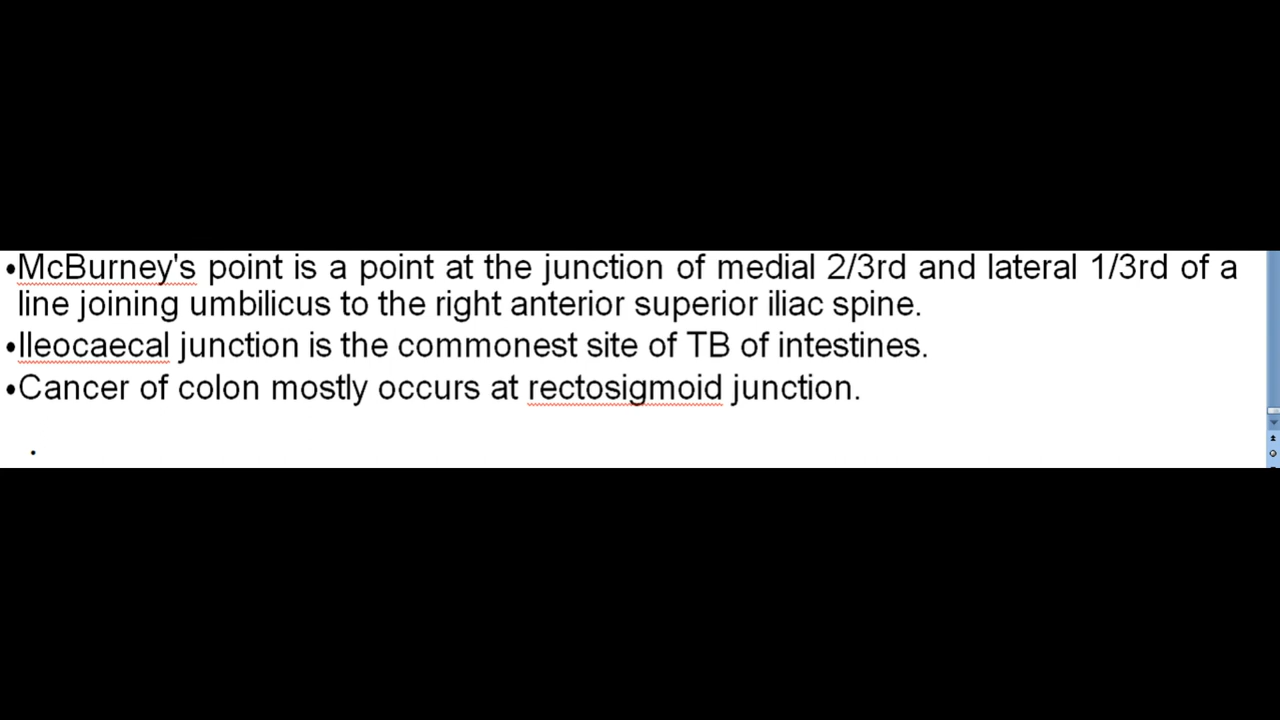 •McBurney's point is a point at the junction of medial 2/3rd and lateral 1/3rd of a
line joining umbilicus to the right anterior superior iliac spine.
•Ileocaecal junction is the commonest site of TB of intestines.
•Cancer of colon mostly occurs at rectosigmoid junction.